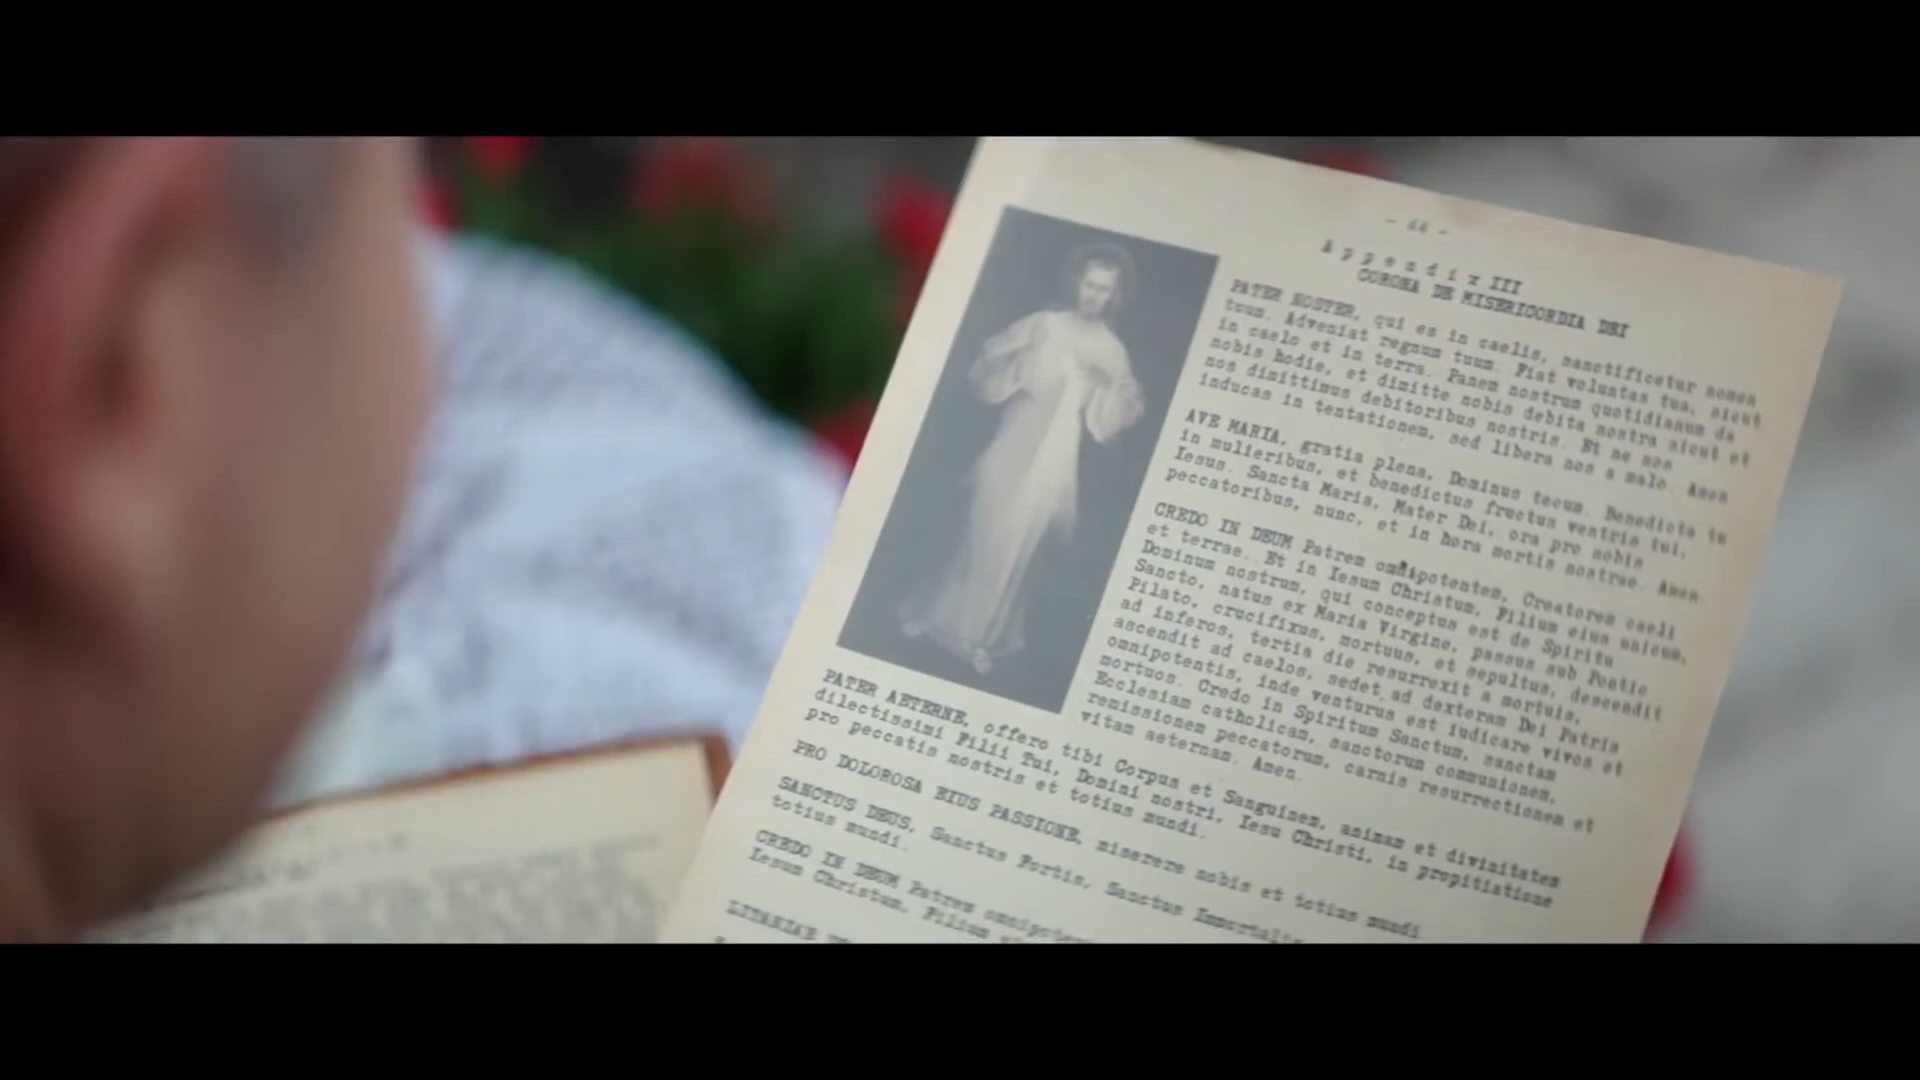 - 66 -
Appendix III
CORONA DE MISERICORDIA DEI
PATER NOSTER, qui es in caelis, sanctificetur nomen
tuum. Adveniat regnum tuum. Fiat voluntas tua, sicut
in caelo et in terra. Panem nostrum quotidianum da
nobis hodie, et dimitte nobis debita nostra sicut et
nos dimittimus debitoribus nostris. Et ne nos
inducas in tentationem, sed libera nos a malo. Amen
AVE MARIA, gratia plena, Dominus tecum. Benedicta tu
in mulieribus, et benedictus fructus ventris tui,
Iesus. Sancta Maria, Mater Dei, ora pro nobis
peccatoribus, nunc, et in hora mortis nostrae. Amen.
CREDO IN DEUM Patrem omnipotentem, Creatorem caeli
et terrae. Et in Iesum Christum, Filium eius unicum,
Dominum nostrum, qui conceptus est de Spiritu
Sancto, natus ex Maria Virgine, passus sub Pontio
Pilato, crucifixus, mortuus, et sepultus, descendit
ad inferos, tertia die resurrexit a mortuis,
ascendit ad caelos, sedet ad dexteram Dei Patris
omnipotentis, inde venturus est iudicare vivos et
mortuos. Credo in Spiritum Sanctum, sanctam
Ecclesiam catholicam, sanctorum communionem,
remissionem peccatorum, carnis resurrectionem et
vitam aeternam. Amen.
PATER AETERNE, offero tibi Corpus et Sanguinem, animam et divinitatem
dilectissimi Filii Tui, Domini nostri, Iesu Christi, in propitiatione
pro peccatis nostris et totius mundi.
PRO DOLOROSA EIUS PASSIONE, miserere nobis et totius mundi
SANCTUS DEUS, Sanctus Fortis, Sanctus Immortalis
totius mundi.
CREDO IN DEUM Patrem omnipoten
Iesum Christum, Filium e
LITANIAE